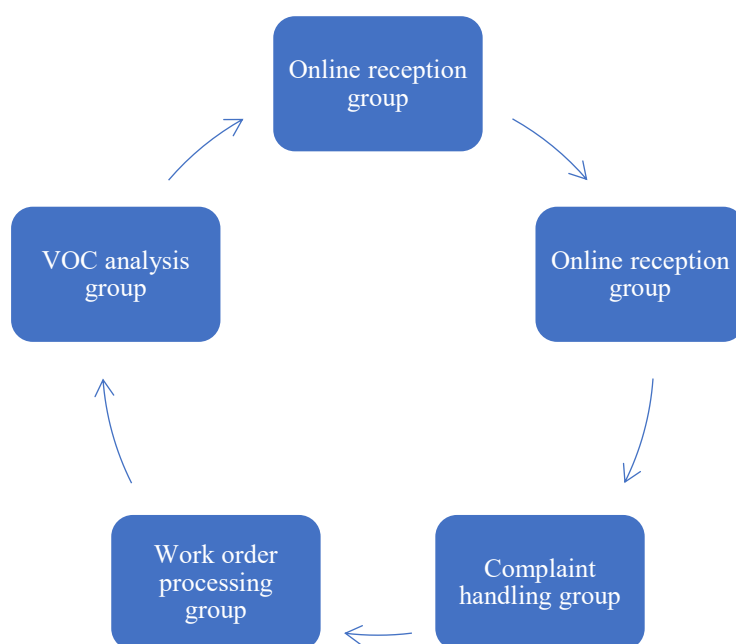 Online reception
group
Online reception
group
Complaint
handling group
Work order
processing
group
VOC analysis
group